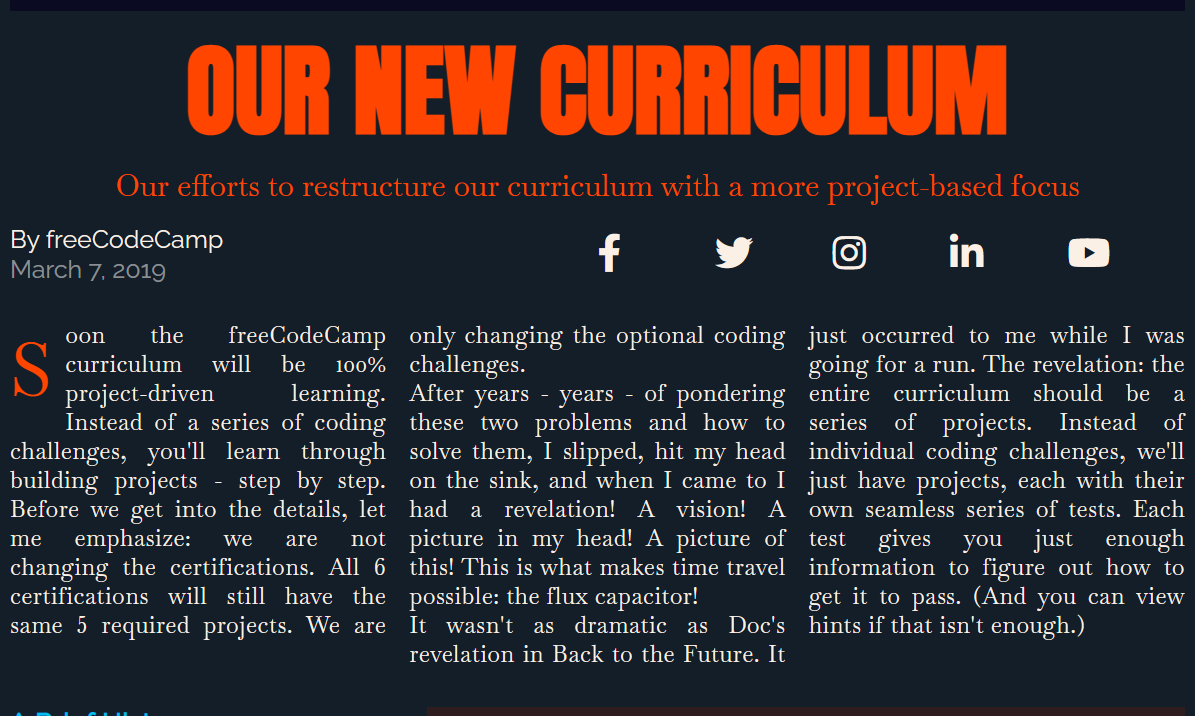 OUR NEW CURRICULUM
Our efforts to restructure our curriculum with a more project-based focus
By freeCodeCamp
March 7, 2019
Soon the freeCodeCamp
curriculum will be 100%
project-driven learning.
Instead of a series of coding
challenges, you'll learn through
building projects - step by step.
Before we get into the details, let
me emphasize: we are not
changing the certifications. All 6
certifications will still have the
same 5 required projects. We are
only changing the optional coding
challenges.
After years - years - of pondering
these two problems and how to
solve them, I slipped, hit my head
on the sink, and when I came to I
had a revelation! A vision! A
picture in my head! A picture of
this! This is what makes time travel
possible: the flux capacitor!
It wasn't as dramatic as Doc's
revelation in Back to the Future. It
just occurred to me while I was
going for a run. The revelation: the
entire curriculum should be a
series of projects. Instead of
individual coding challenges, we'll
just have projects, each with their
own seamless series of tests. Each
test gives you just enough
information to figure out how to
get it to pass. (And you can view
hints if that isn't enough.)